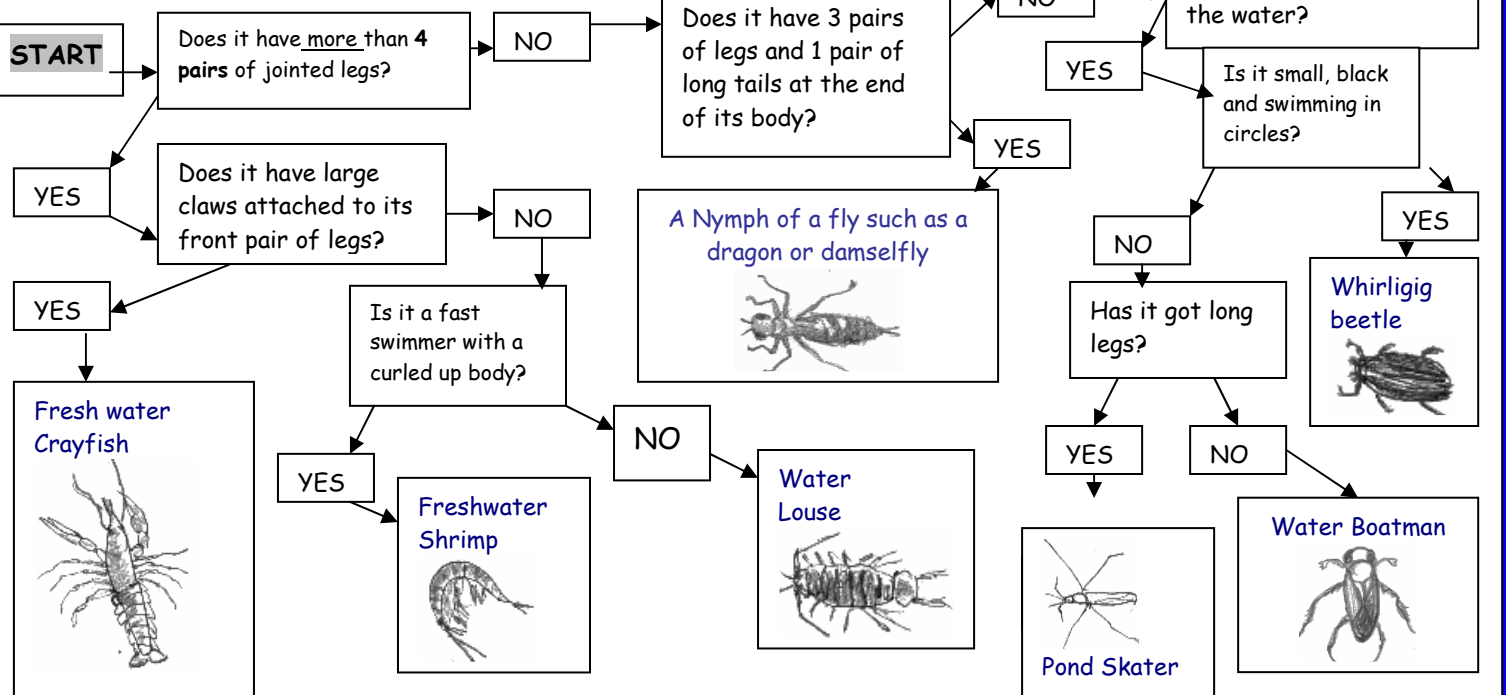 START
Does it have more than 4
pairs of jointed legs?
NO
Does it have 3 pairs
of legs and 1 pair of
long tails at the end
of its body?
NO
the water?
YES
Is it small, black
and swimming in
circles?
YES
YES
Does it have large
claws attached to its
front pair of legs?
NO
A Nymph of a fly such as a
dragon or damselfly
NO
YES
Whirligig
beetle
YES
Is it a fast
swimmer with a
curled up body?
Has it got long
legs?
Fresh water
Crayfish
NO
YES
NO
YES
Freshwater
Shrimp
Water
Louse
Water Boatman
Pond Skater